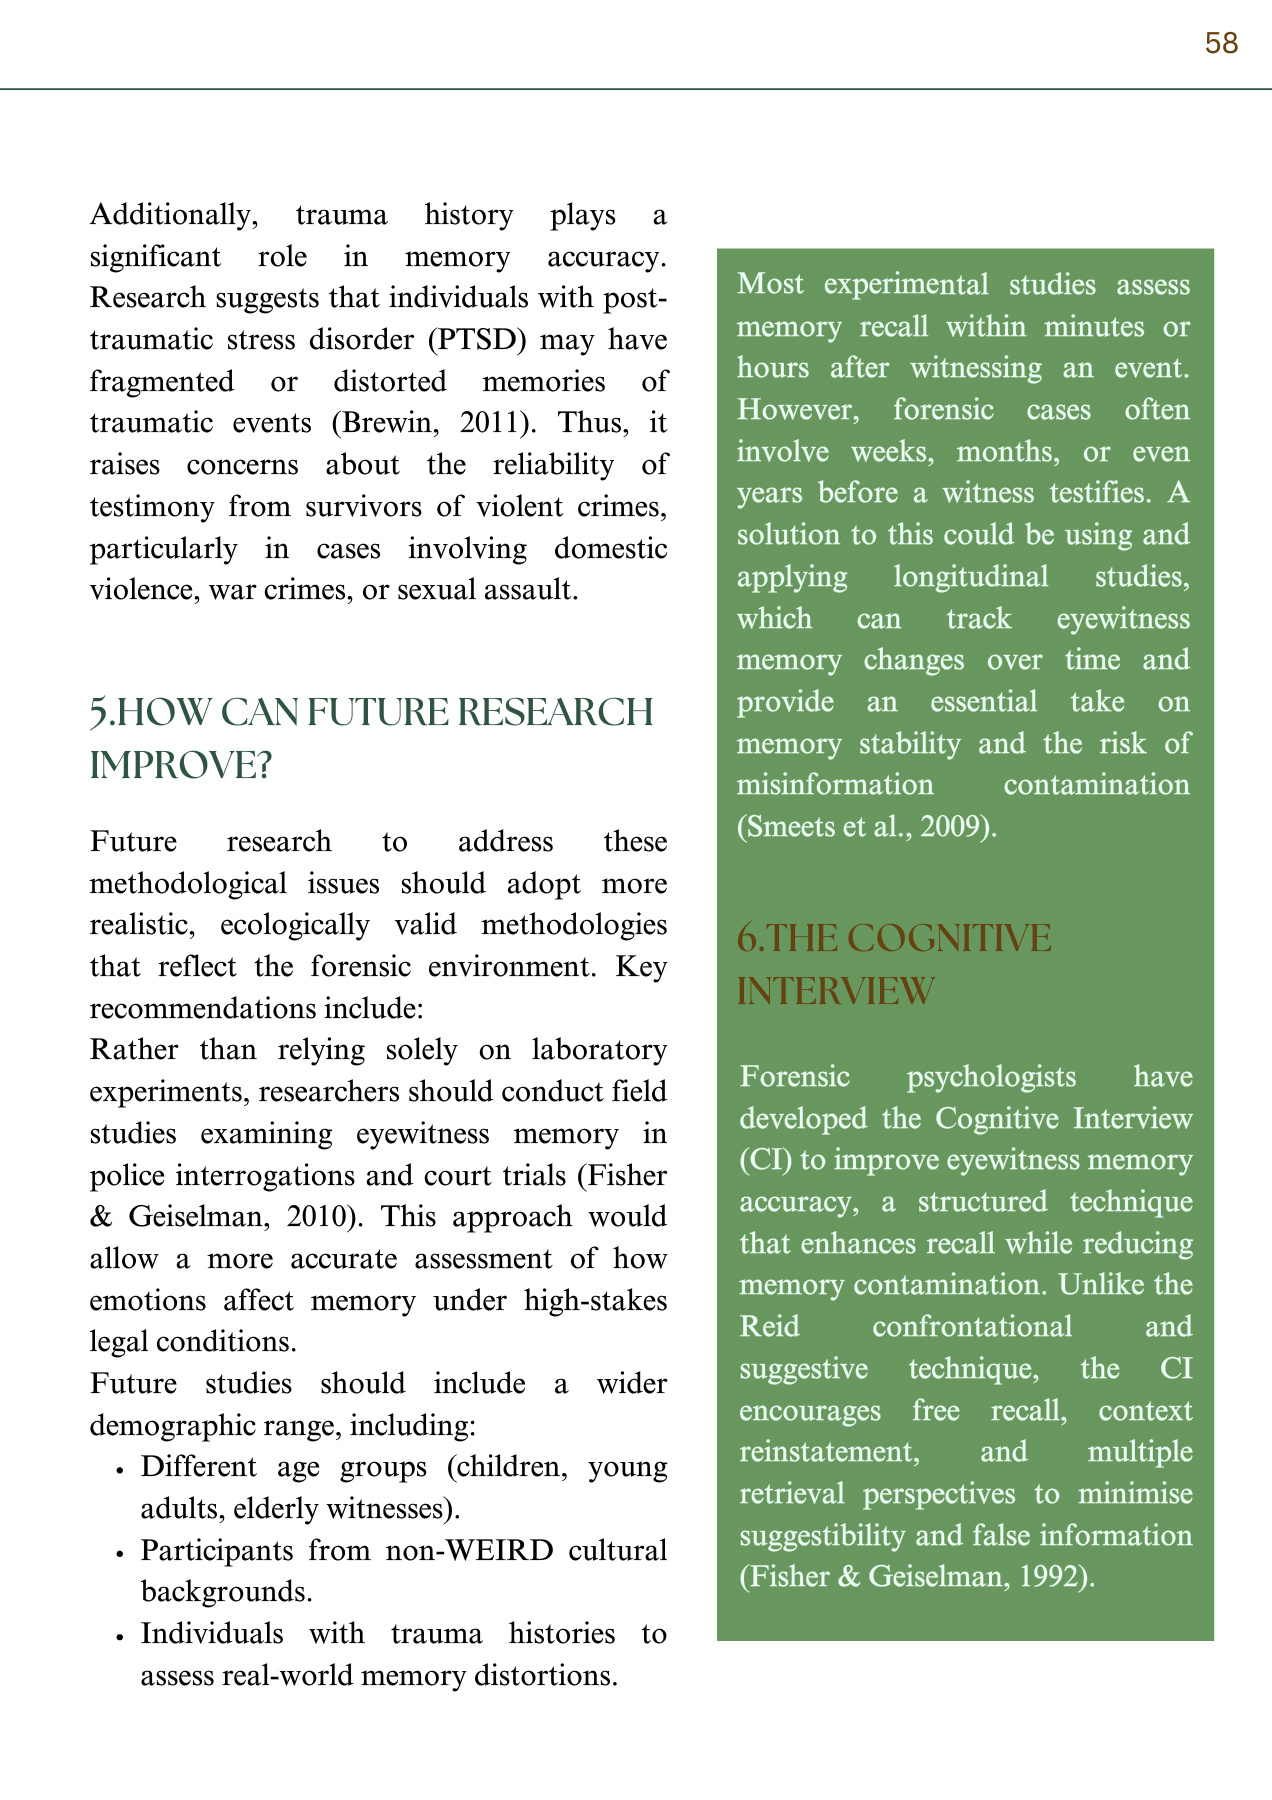 58
Additionally, trauma history plays a
significant role in memory accuracy.
Research suggests that individuals with post-
traumatic stress disorder (PTSD) may have
fragmented or distorted memories of
traumatic events (Brewin, 2011). Thus, it
raises concerns about the reliability of
testimony from survivors of violent crimes,
particularly in cases involving domestic
violence, war crimes, or sexual assault.
5.HOW CAN FUTURE RESEARCH
IMPROVE?
Future research to address these
methodological issues should adopt more
realistic, ecologically valid methodologies
that reflect the forensic environment. Key
recommendations include:
Rather than relying solely on laboratory
experiments, researchers should conduct field
studies examining eyewitness memory in
police interrogations and court trials (Fisher
& Geiselman, 2010). This approach would
allow a more accurate assessment of how
emotions affect memory under high-stakes
legal conditions.
Future studies should include a wider
demographic range, including:
• Different age groups (children, young
adults, elderly witnesses).
• Participants from non-WEIRD cultural
backgrounds.
• Individuals with trauma histories to
assess real-world memory distortions.
Most experimental studies assess
memory recall within minutes or
hours after witnessing an event.
However, forensic cases often
involve weeks, months, or even
years before a witness testifies. A
solution to this could be using and
applying longitudinal studies,
which can track eyewitness
memory changes over time and
provide an essential take on
memory stability and the risk of
misinformation contamination
(Smeets et al., 2009).
6.THE COGNITIVE
INTERVIEW
Forensic psychologists have
developed the Cognitive Interview
(CI) to improve eyewitness memory
accuracy, a structured technique
that enhances recall while reducing
memory contamination. Unlike the
Reid confrontational and
suggestive technique, the CI
encourages free recall, context
reinstatement, and multiple
retrieval perspectives to minimise
suggestibility and false information
(Fisher & Geiselman, 1992).